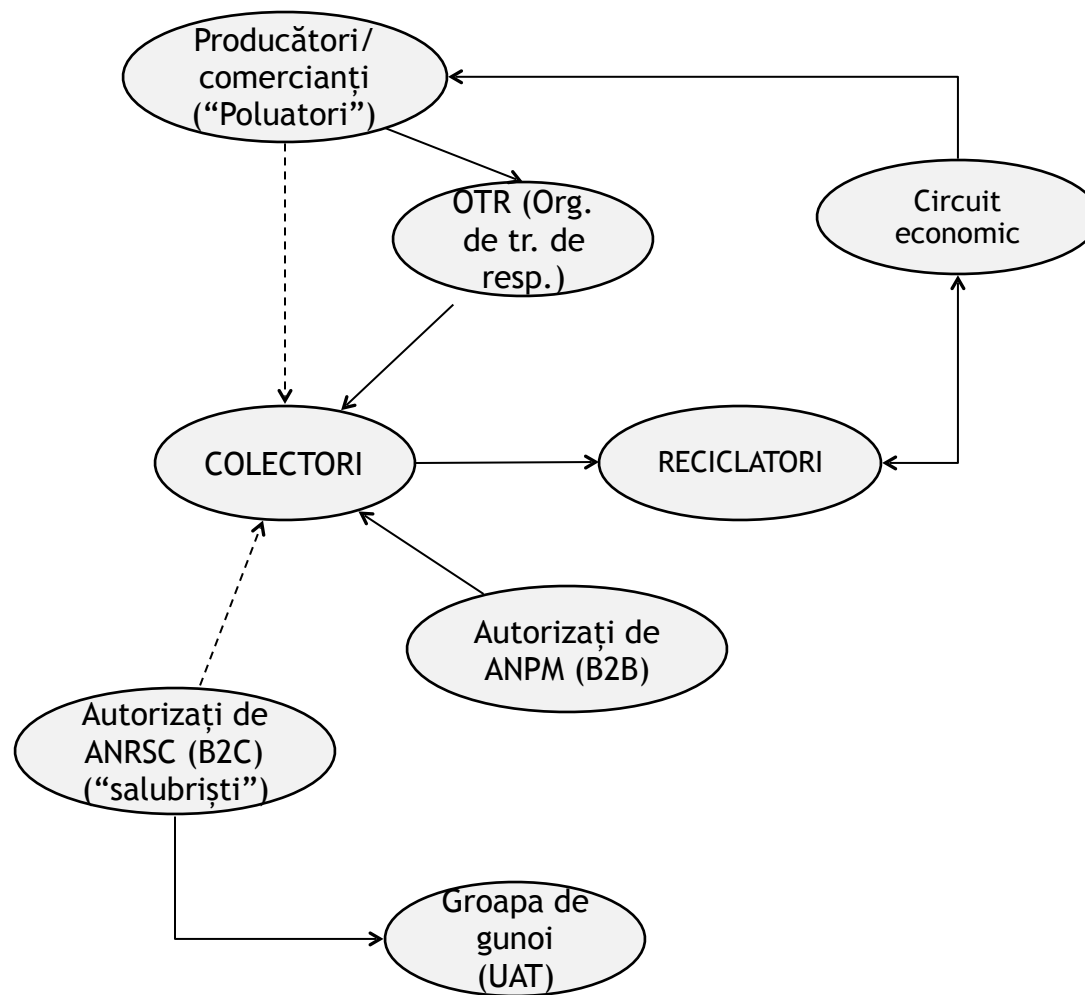 Producători/
comercianți
(“Poluatori”)
OTR (Org.
de tr. de
resp.)
Circuit
economic
COLECTORI
RECICLATORI
Autorizați de
ANPM (B2B)
Autorizați de
ANRSC (B2C)
(“salubriști”)
Groapa de
gunoi
(UAT)